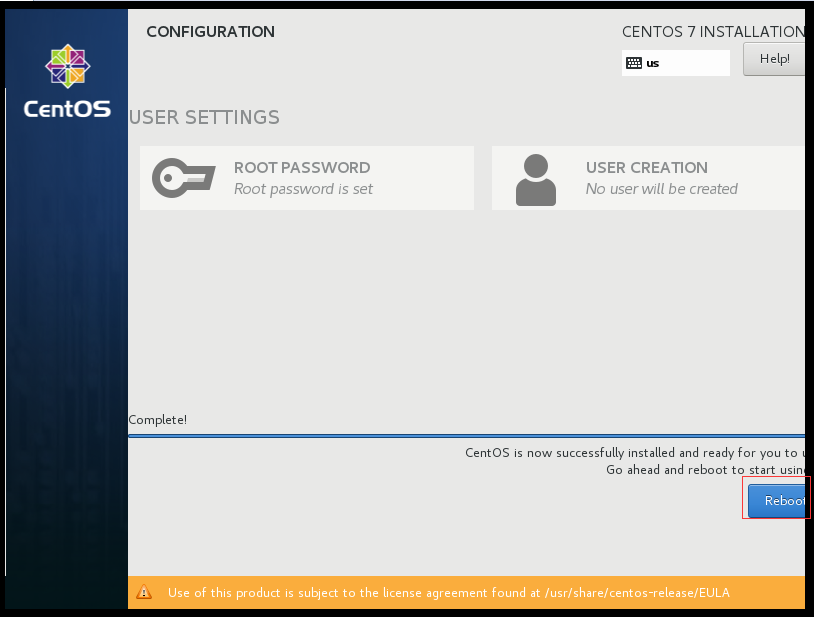 CONFIGURATION
CENTOS 7 INSTALLATION
us
Help!
CentOS
USER SETTINGS
ROOT PASSWORD
Root password is set
USER CREATION
No user will be created
Complete!
CentOS is now successfully installed and ready for you to
Go ahead and reboot to start using
Reboot
Use of this product is subject to the license agreement found at /usr/share/centos-release/EULA